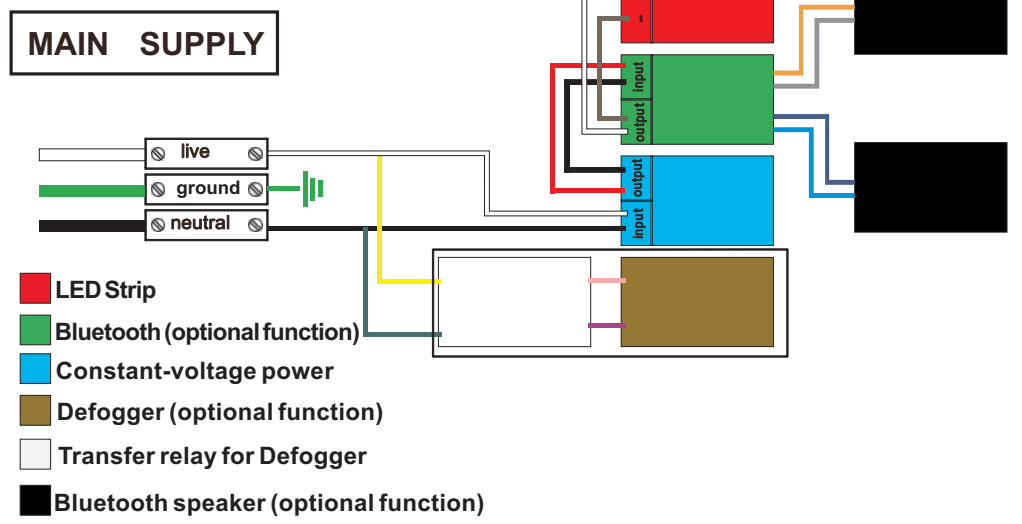 MAIN SUPPLY
-
input
output
output
input
live
ground
neutral
LED Strip
Bluetooth (optional function)
Constant-voltage power
Defogger (optional function)
Transfer relay for Defogger
Bluetooth speaker (optional function)